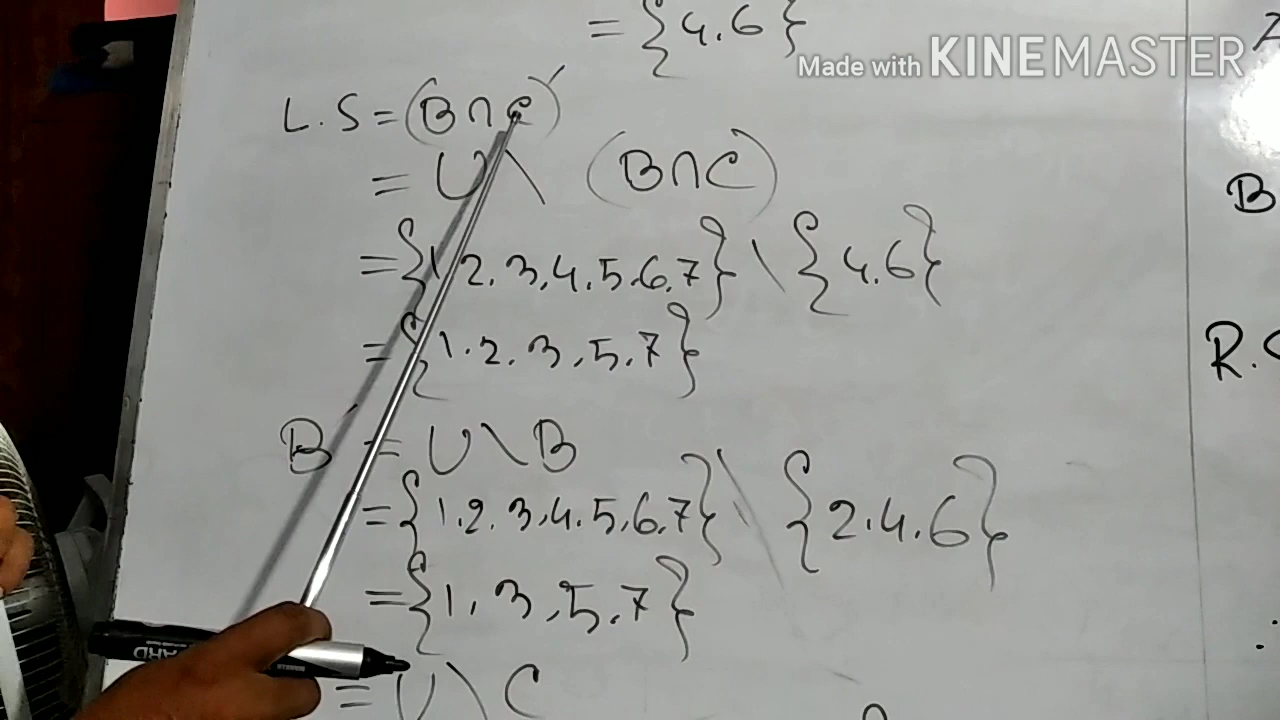 = {4.6}
Made with KINEMASTER
L.S = (B∩C)′
= U \ (B∩C)
= {1,2.3,4.5.6.7} \ {4.6}
= {1.2.3,5.7}
B′ = U \ B
= {1.2.3,4.5,6,7} \ {2.4.6}
= {1,3,5,7}
= U \ C
B
R.